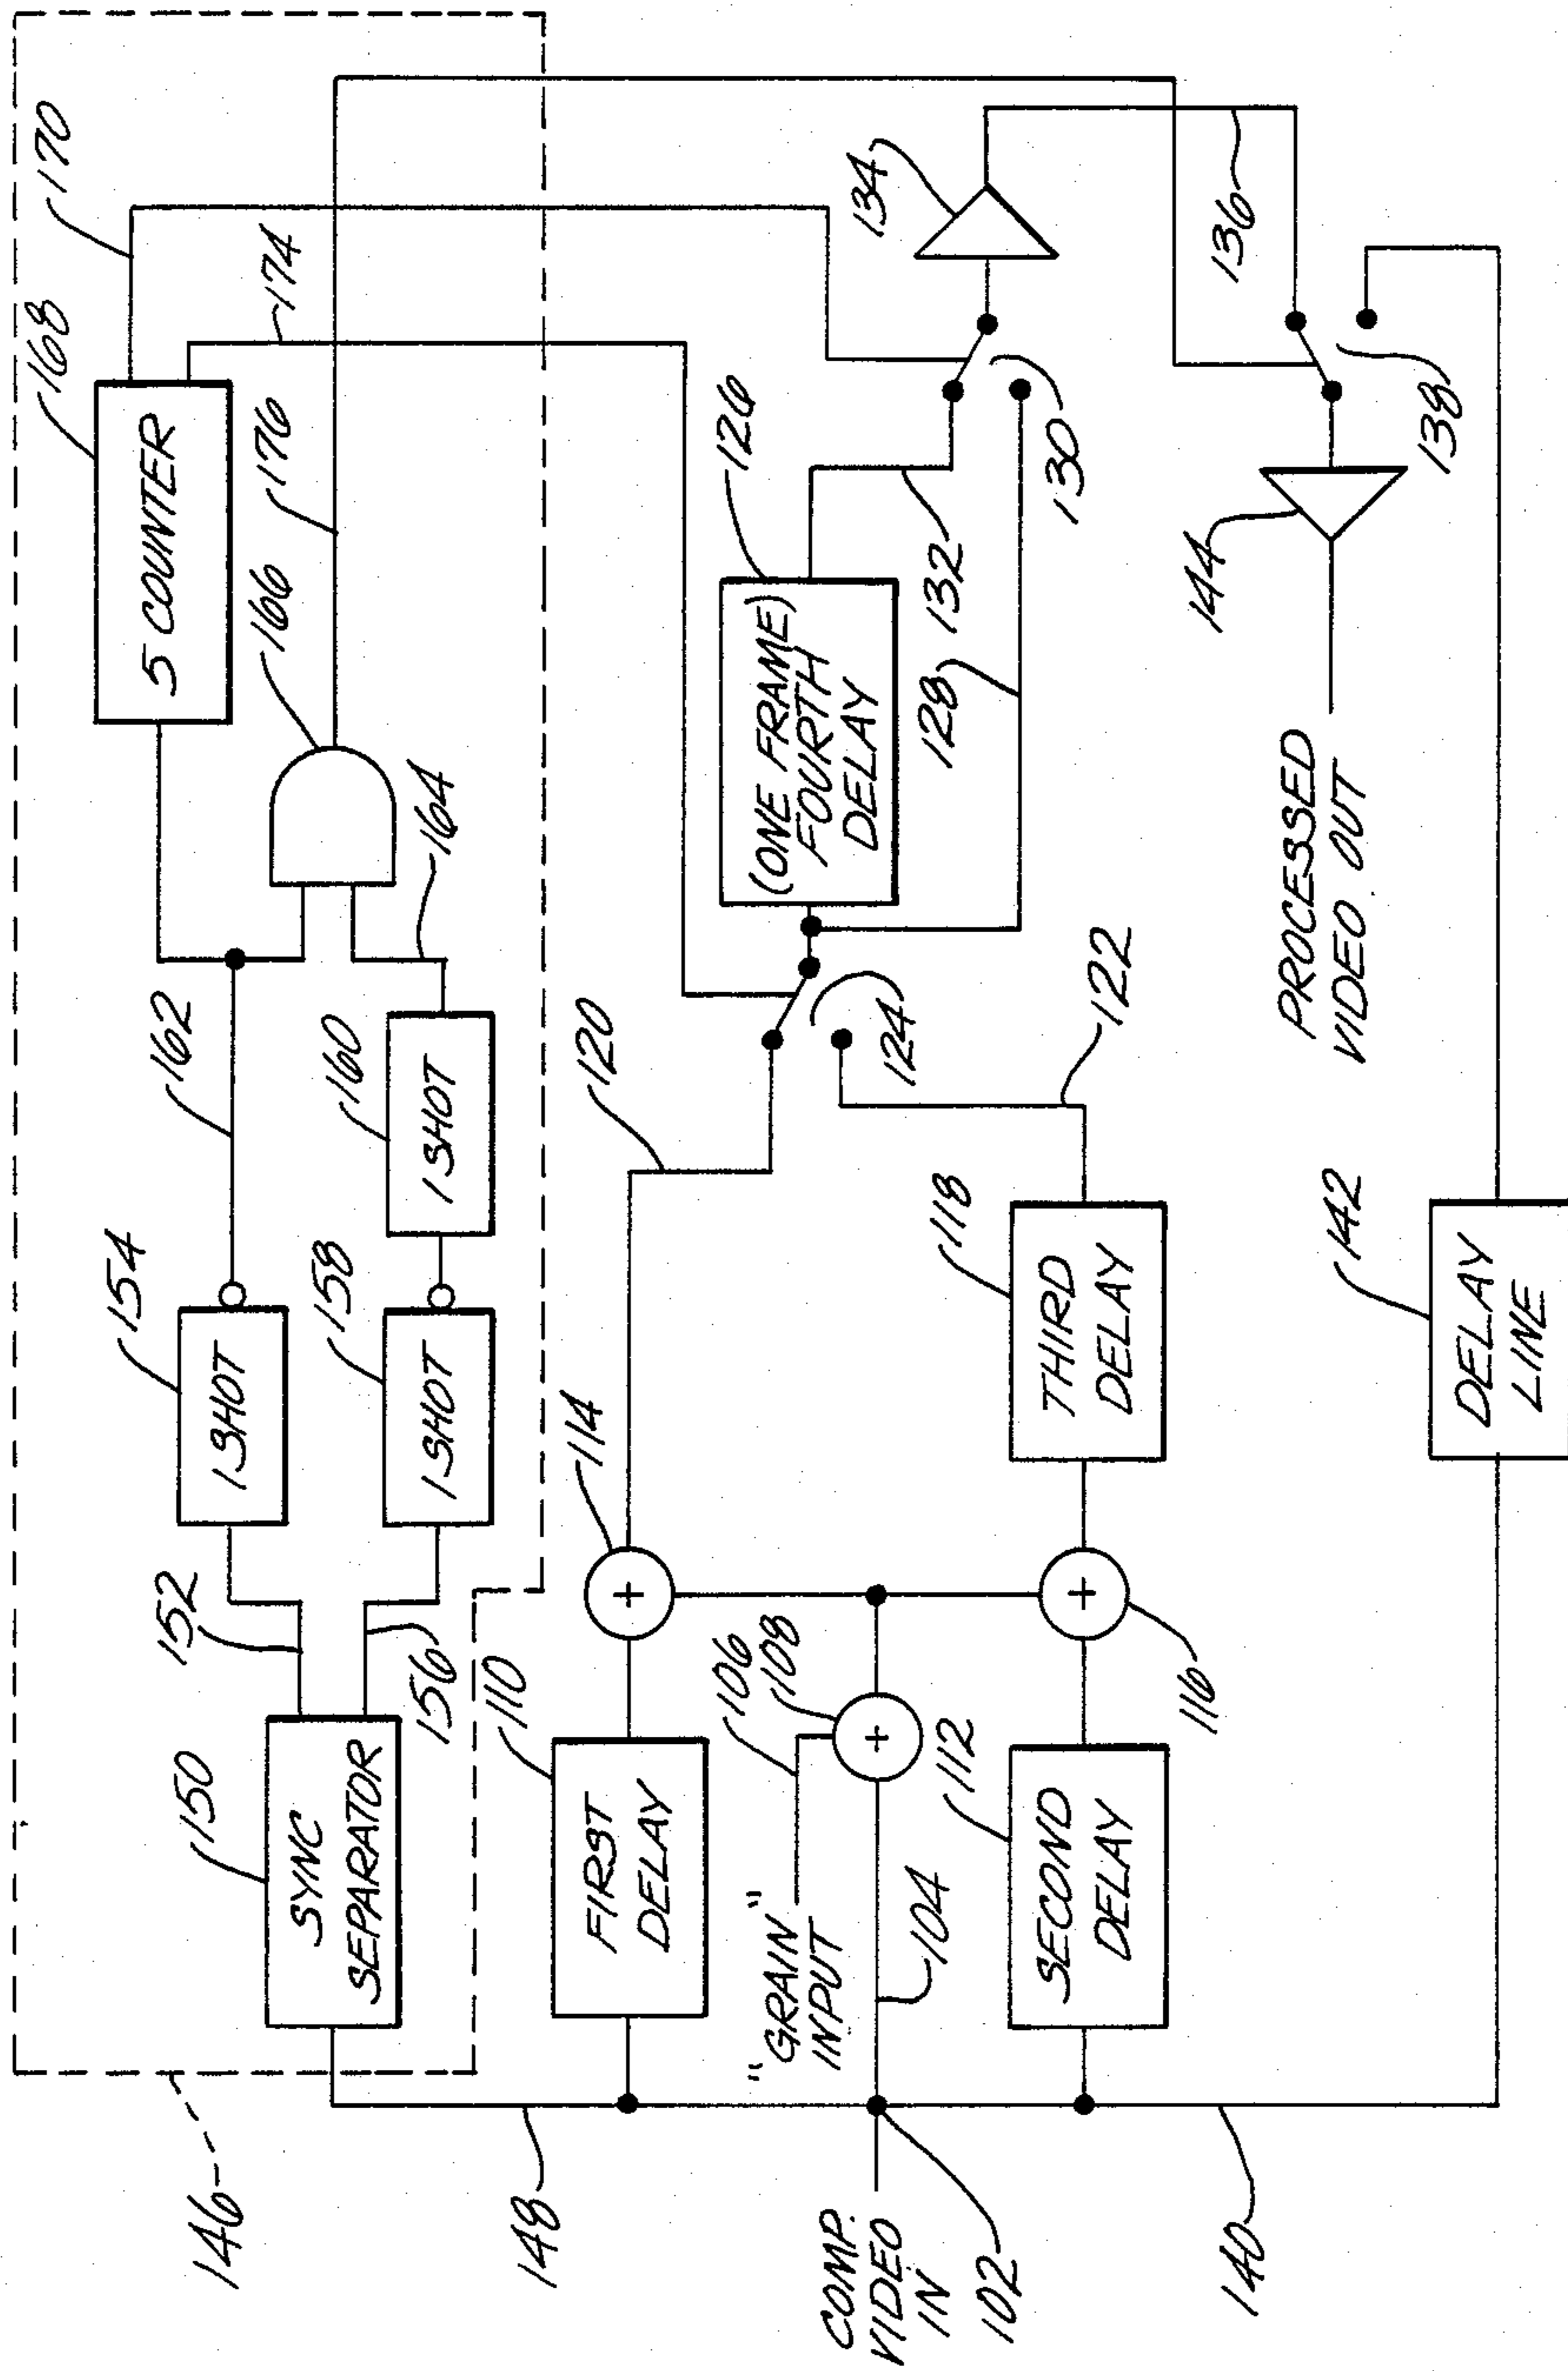 146
150
SYNC
SEPARATOR
152
156
154
1 SHOT
158
1 SHOT
160
1 SHOT
162
164
166
168
5 COUNTER
170
174
176
148
110
FIRST
DELAY
114
120
124
126
(ONE FRAME)
FOURTH
DELAY
132
128
130
134
136
"GRAIN"
INPUT
106
108
104
COMP.
VIDEO
IN
102
112
SECOND
DELAY
116
118
THIRD
DELAY
122
+
+
+
PROCESSED
VIDEO OUT
144
138
140
142
DELAY
LINE